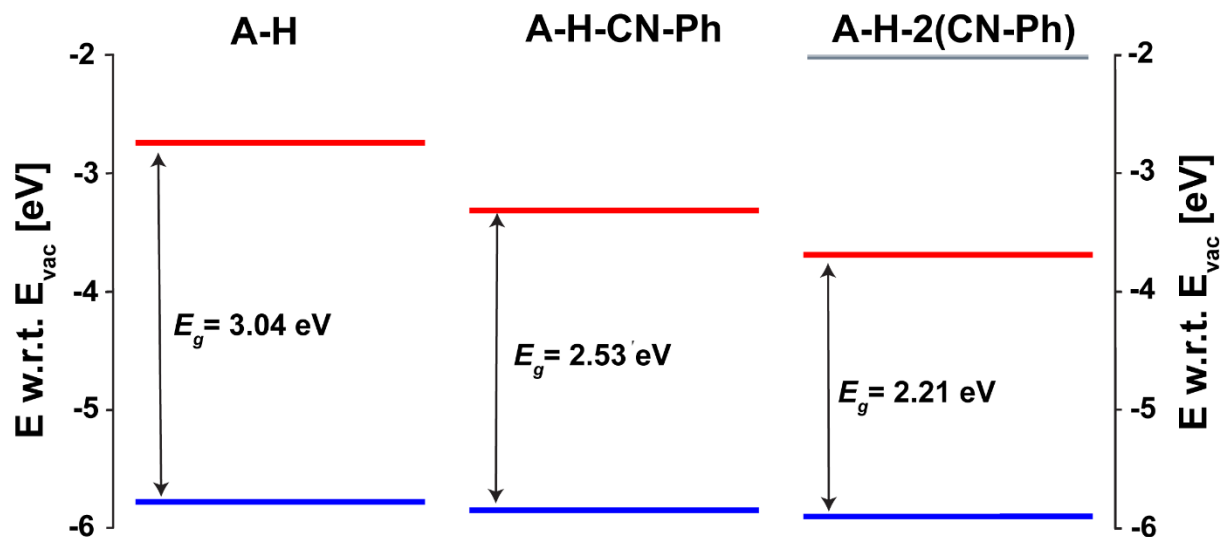 A-H
A-H-CN-Ph
A-H-2(CN-Ph)
E w.r.t. Evac [eV]
-2
-3
-4
-5
-6
Eg= 3.04 eV
Eg= 2.53 eV
Eg= 2.21 eV
-2
-3
-4
-5
-6
E w.r.t. Evac [eV]